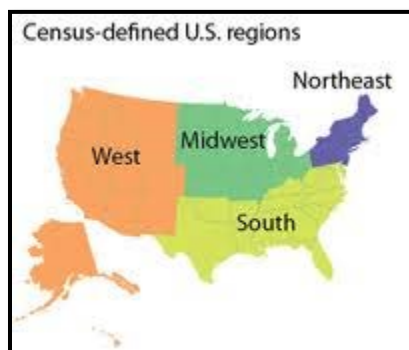 Census-defined U.S. regions
Northeast
Midwest
West
South